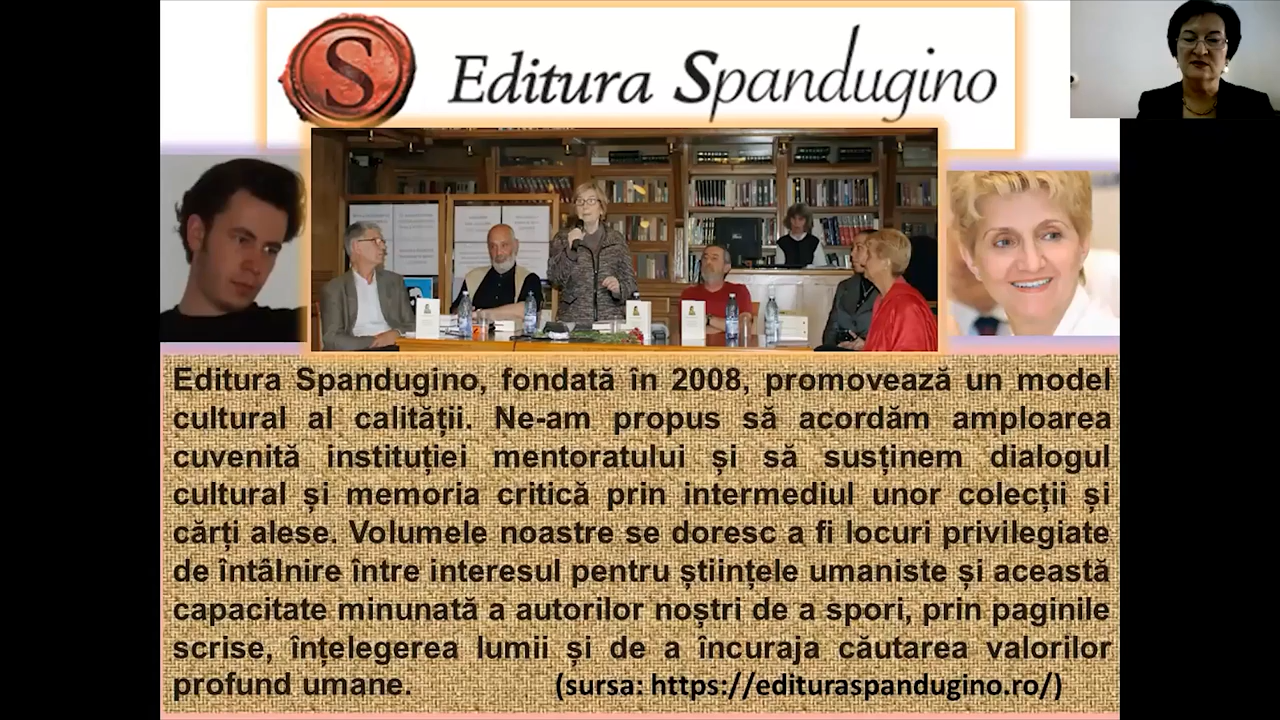 S
Editura Spandugino
Editura Spandugino, fondată în 2008, promovează un model
cultural al calității. Ne-am propus să acordăm amploarea
cuvenită instituției mentoratului și să susținem dialogul
cultural și memoria critică prin intermediul unor colecții și
cărți alese. Volumele noastre se doresc a fi locuri privilegiate
de întâlnire între interesul pentru științele umaniste și această
capacitate minunată a autorilor noștri de a spori, prin paginile
scrise, înțelegerea lumii și de a încuraja căutarea valorilor
profund umane. (sursa: https://edituraspandugino.ro/)